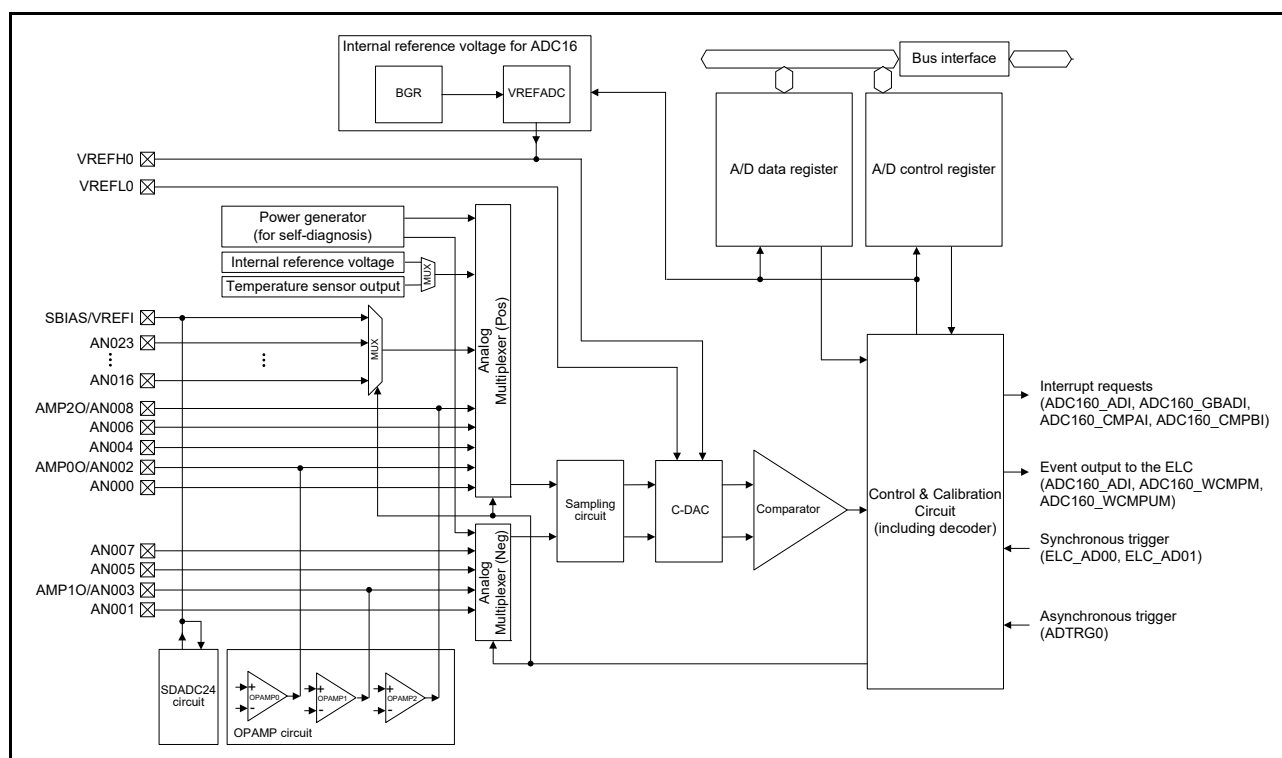 Internal reference voltage for ADC16
BGR
VREFADC
Bus interface
A/D data register
A/D control register
VREFH0
VREFL0
Power generator
(for self-diagnosis)
Internal reference voltage
Temperature sensor output
MUX
SBIAS/VREFI
AN023
AN016
MUX
AMP2O/AN008
AN006
AN004
AMP0O/AN002
AN000
Analog
Multiplexer (Pos)
AN007
AN005
AMP1O/AN003
AN001
Analog
Multiplexer (Neg)
Sampling
circuit
C-DAC
Comparator
Control & Calibration
Circuit
(including decoder)
Interrupt requests
(ADC160_ADI, ADC160_GBADI,
ADC160_CMPAI, ADC160_CMPBI)
Event output to the ELC
(ADC160_ADI, ADC160_WCMPM,
ADC160_WCMPUM)
Synchronous trigger
(ELC_AD00, ELC_AD01)
Asynchronous trigger
(ADTRG0)
SDADC24
circuit
+
-
OPAMP0
+
-
OPAMP1
+
-
OPAMP2
OPAMP circuit